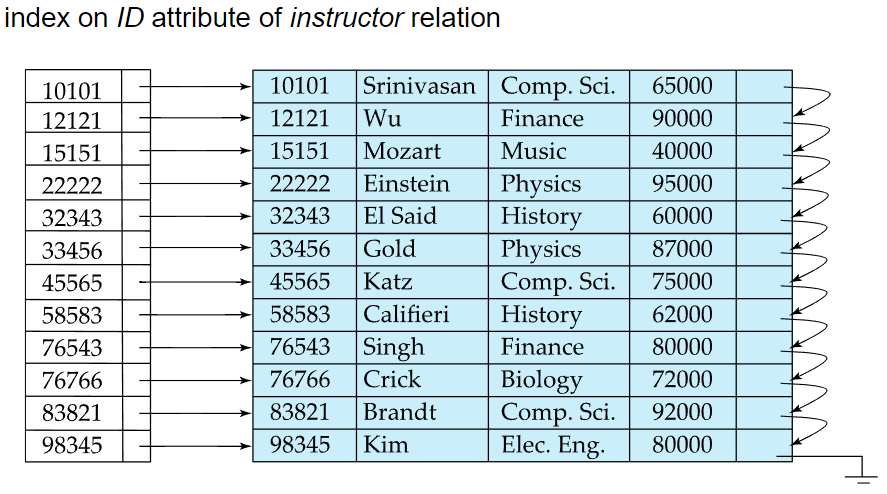 index on ID attribute of instructor relation
10101 10101 Srinivasan Comp. Sci. 65000
12121 12121 Wu Finance 90000
15151 15151 Mozart Music 40000
22222 22222 Einstein Physics 95000
32343 32343 El Said History 60000
33456 33456 Gold Physics 87000
45565 45565 Katz Comp. Sci. 75000
58583 58583 Califieri History 62000
76543 76543 Singh Finance 80000
76766 76766 Crick Biology 72000
83821 83821 Brandt Comp. Sci. 92000
98345 98345 Kim Elec. Eng. 80000